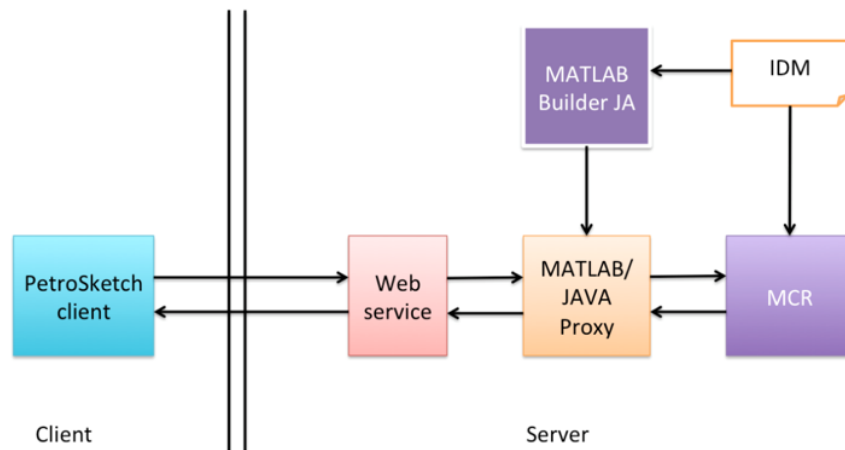 MATLAB
Builder JA
IDM
PetroSketch
client
Web
service
MATLAB/
JAVA
Proxy
MCR
Client
Server